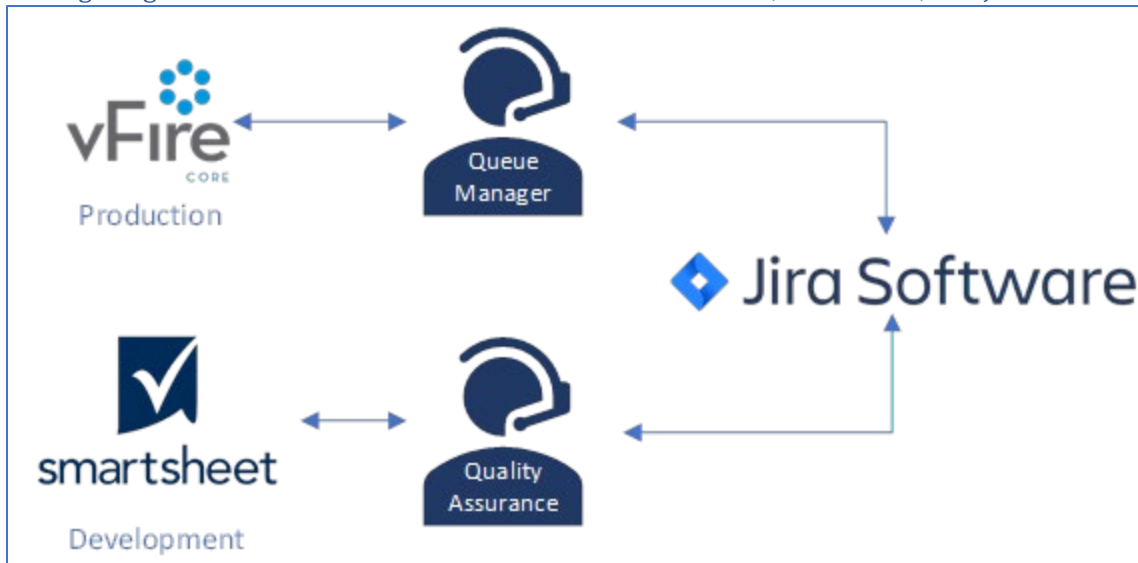 vFire
CORE
Production
Queue
Manager
Jira Software
smartsheet
Development
Quality
Assurance